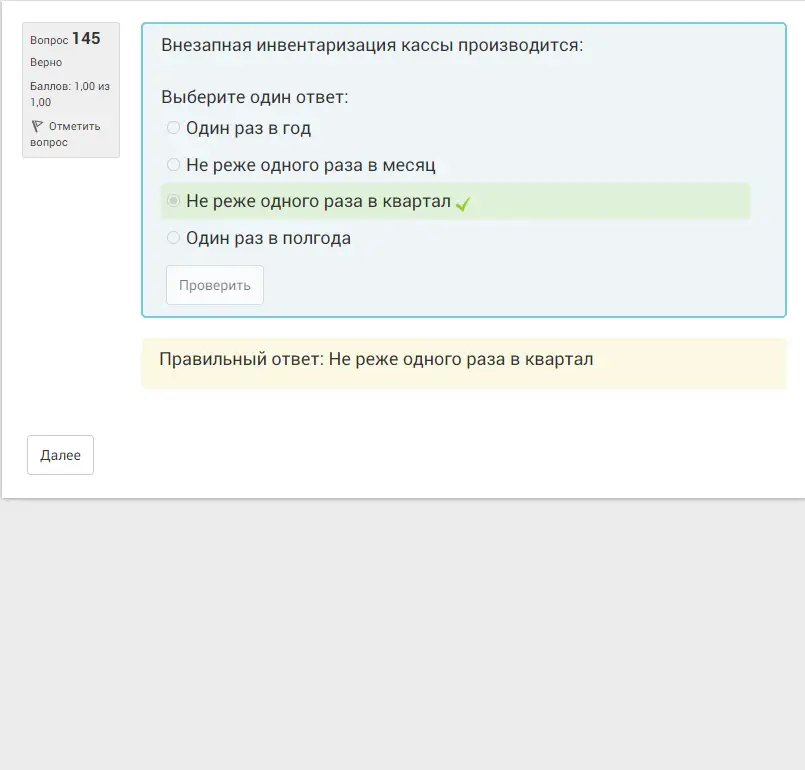 Вопрос 145
Верно
Баллов: 1,00 из
1,00
Отметить
вопрос
Внезапная инвентаризация кассы производится:
Выберите один ответ:
Один раз в год
Не реже одного раза в месяц
Не реже одного раза в квартал
Один раз в полгода
Проверить
Правильный ответ: Не реже одного раза в квартал
Далее